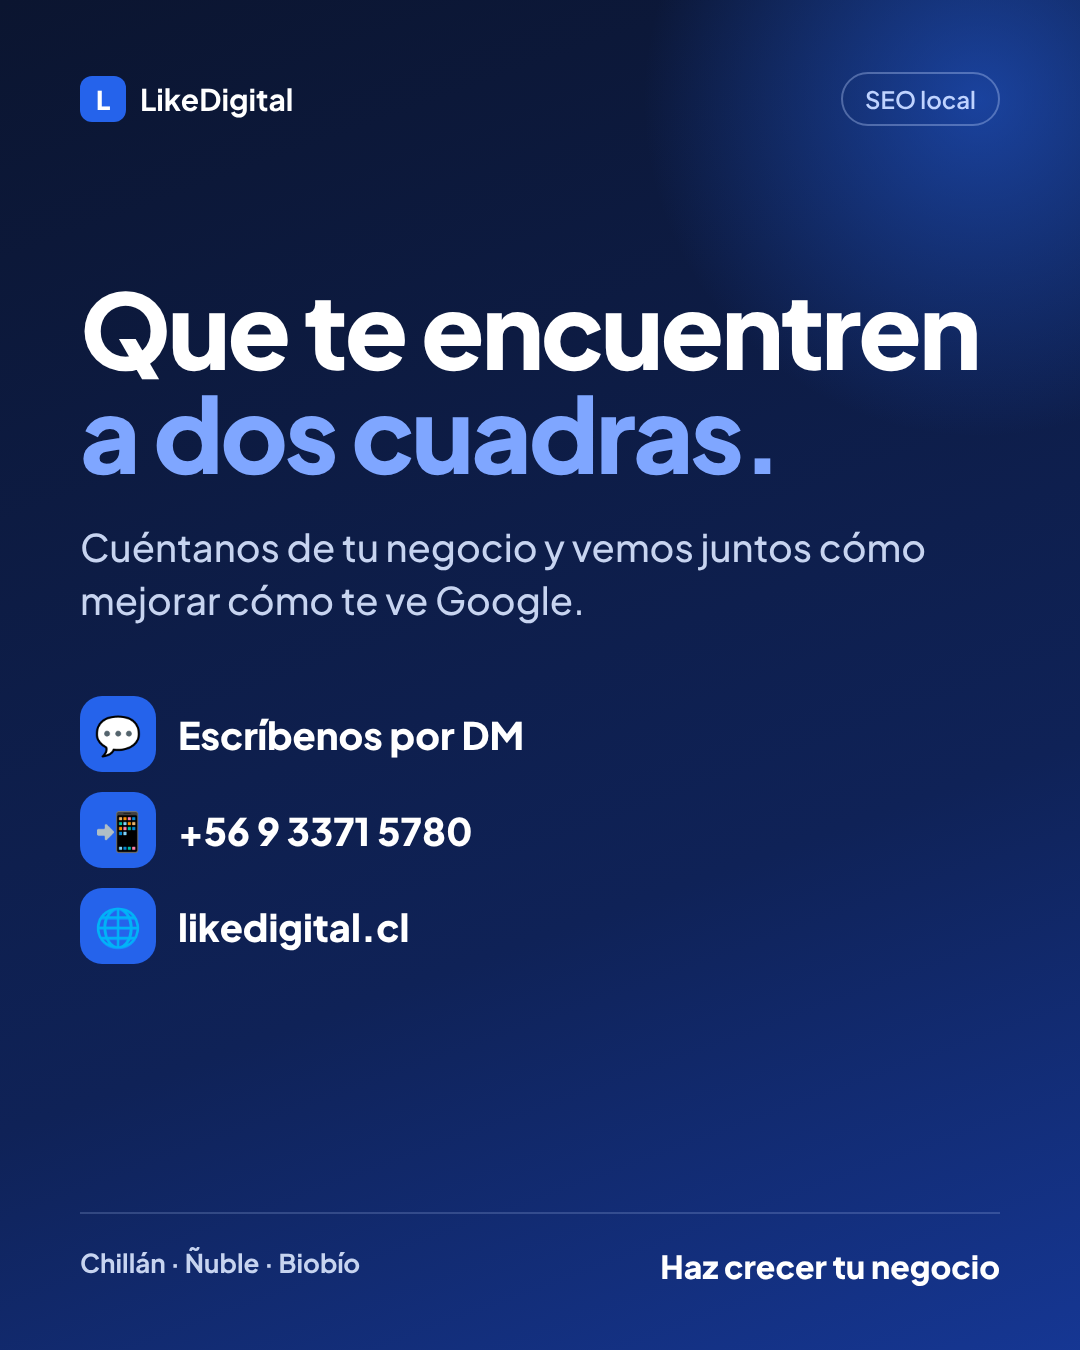 L LikeDigital
SEO local
Que te encuentren
a dos cuadras.
Cuéntanos de tu negocio y vemos juntos cómo
mejorar cómo te ve Google.
Escríbenos por DM
+56 9 3371 5780
likedigital.cl
Chillán · Ñuble · Biobío
Haz crecer tu negocio